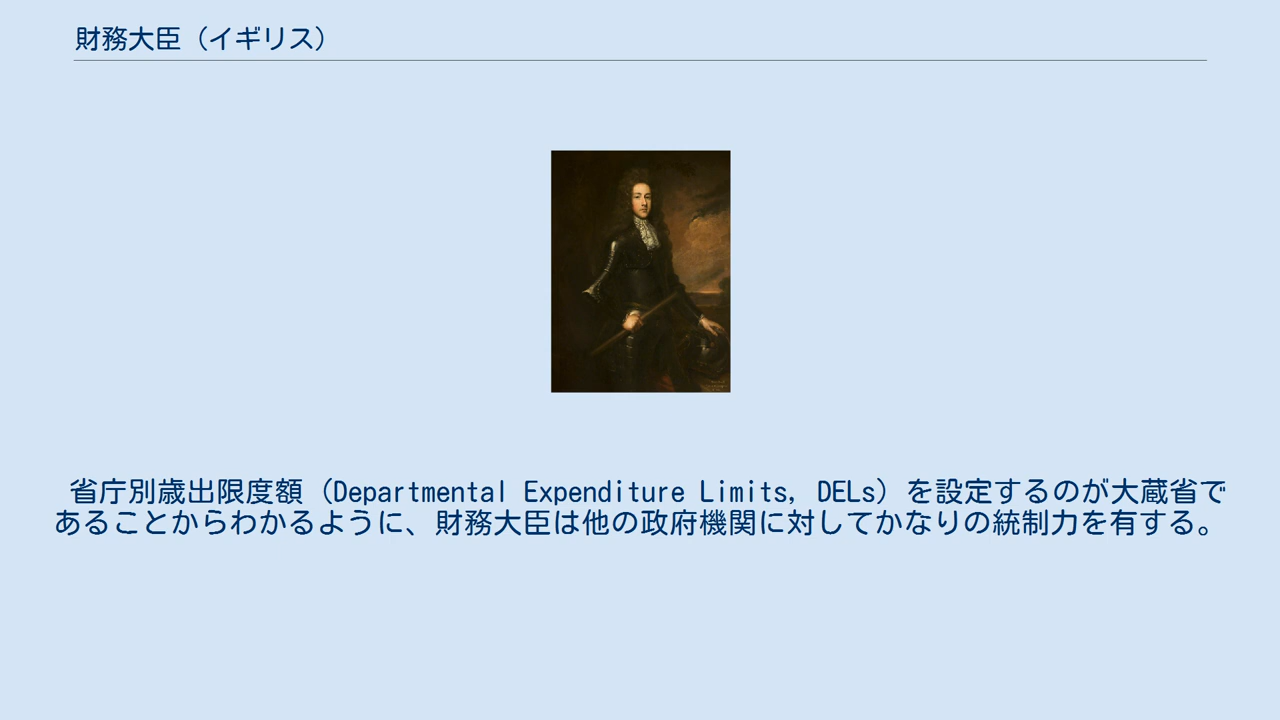 財務大臣（イギリス）
省庁別歳出限度額（Departmental Expenditure Limits, DELs）を設定するのが大蔵省で
あることからわかるように、財務大臣は他の政府機関に対してかなりの統制力を有する。